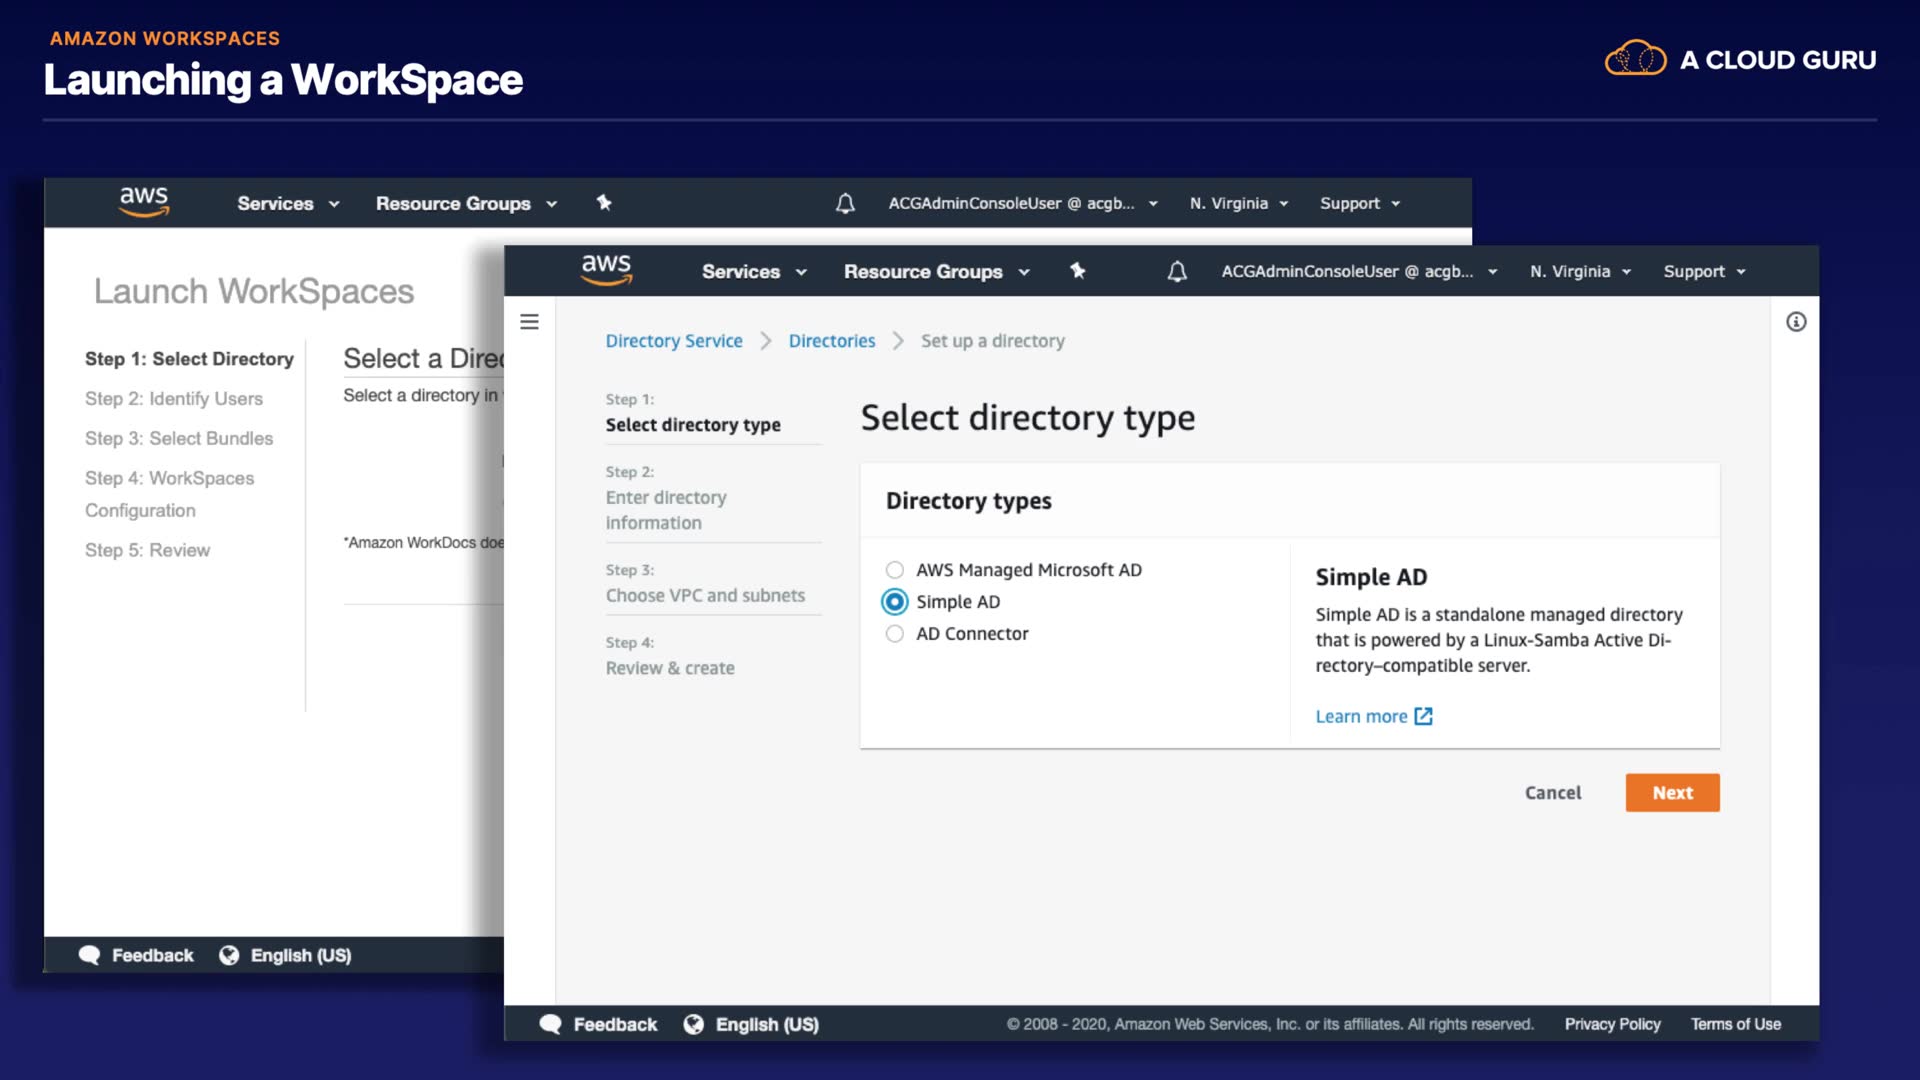 AMAZON WORKSPACES
Launching a WorkSpace
A CLOUD GURU
aws
Services
Resource Groups
ACGAdminConsoleUser @ acgb...
N. Virginia
Support
Launch WorkSpaces
Step 1: Select Directory
Step 2: Identify Users
Step 3: Select Bundles
Step 4: WorkSpaces
Configuration
Step 5: Review
Select a Direc
Select a directory in
*Amazon WorkDocs doe
Feedback
English (US)
aws
Services
Resource Groups
ACGAdminConsoleUser @ acgb...
N. Virginia
Support
Directory Service
Directories
Set up a directory
Step 1:
Select directory type
Step 2:
Enter directory
information
Step 3:
Choose VPC and subnets
Step 4:
Review & create
Select directory type
Directory types
AWS Managed Microsoft AD
Simple AD
AD Connector
Simple AD
Simple AD is a standalone managed directory
that is powered by a Linux-Samba Active Di-
rectory–compatible server.
Learn more
Cancel
Next
Feedback
English (US)
© 2008 - 2020, Amazon Web Services, Inc. or its affiliates. All rights reserved.
Privacy Policy
Terms of Use